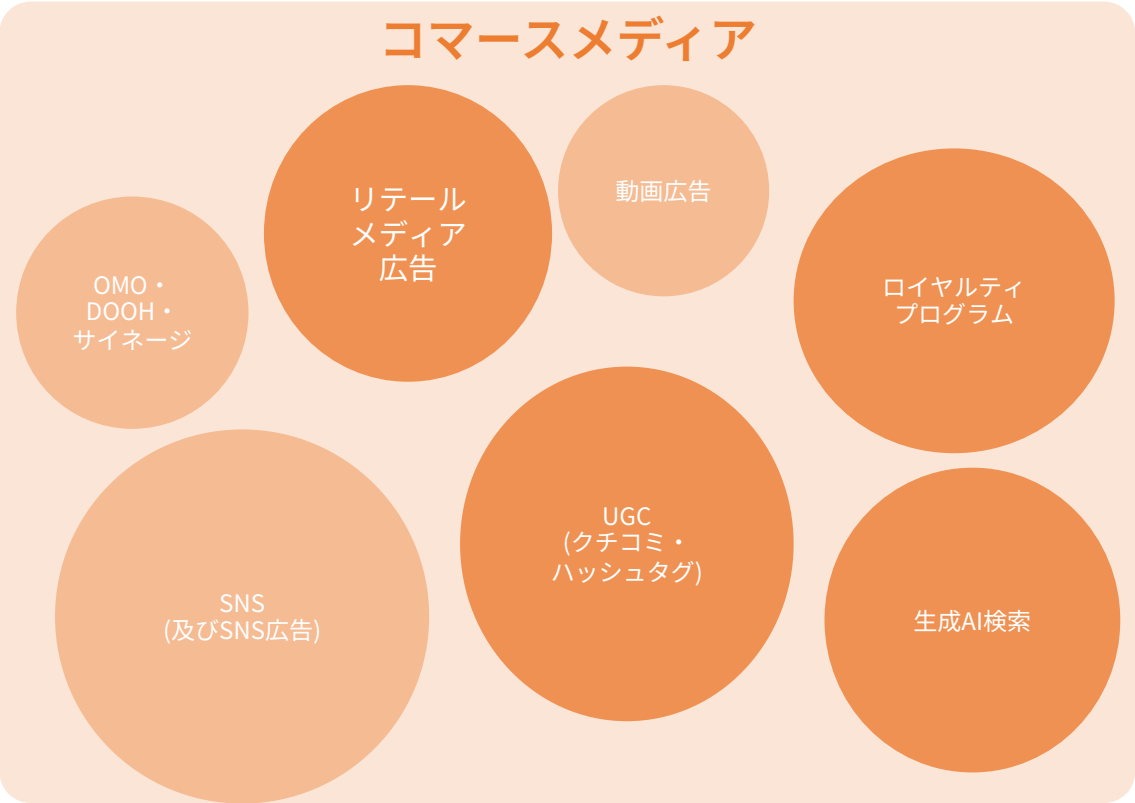 コマースメディア
リテール
メディア
広告
動画広告
OMO・
DOOH・
サイネージ
ロイヤルティ
プログラム
UGC
(クチコミ・
ハッシュタグ)
SNS
(及びSNS広告)
生成AI検索